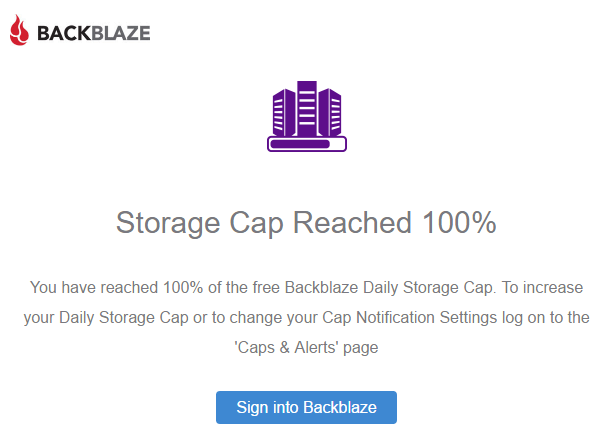 BACKBLAZE
Storage Cap Reached 100%
You have reached 100% of the free Backblaze Daily Storage Cap. To increase
your Daily Storage Cap or to change your Cap Notification Settings log on to the
'Caps & Alerts' page
Sign into Backblaze